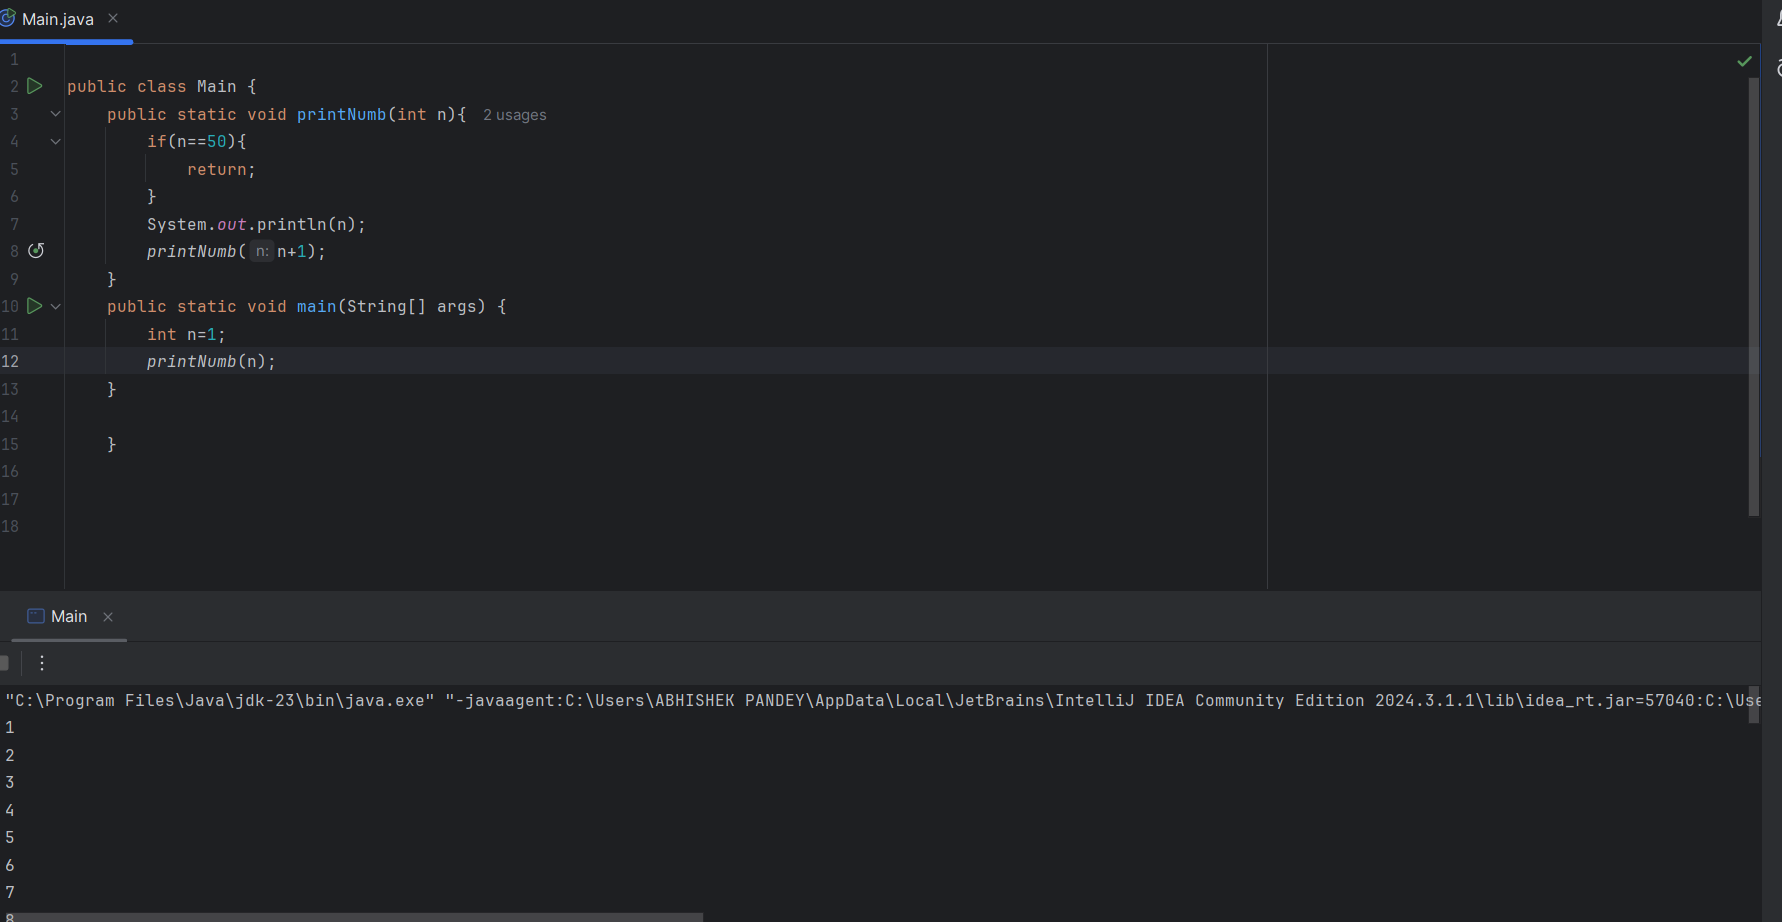 Main.java
1
2 public class Main {
3 public static void printNumb(int n){ 2 usages
4 if(n==50){
5 return;
6 }
7 System.out.println(n);
8 printNumb( n: n+1);
9 }
10 public static void main(String[] args) {
11 int n=1;
12 printNumb(n);
13 }
14
15 }
16
17
18
Main
"C:\Program Files\Java\jdk-23\bin\java.exe" "-javaagent:C:\Users\ABHISHEK PANDEY\AppData\Local\JetBrains\IntelliJ IDEA Community Edition 2024.3.1.1\lib\idea_rt.jar=57040:C:\Use
1
2
3
4
5
6
7
8